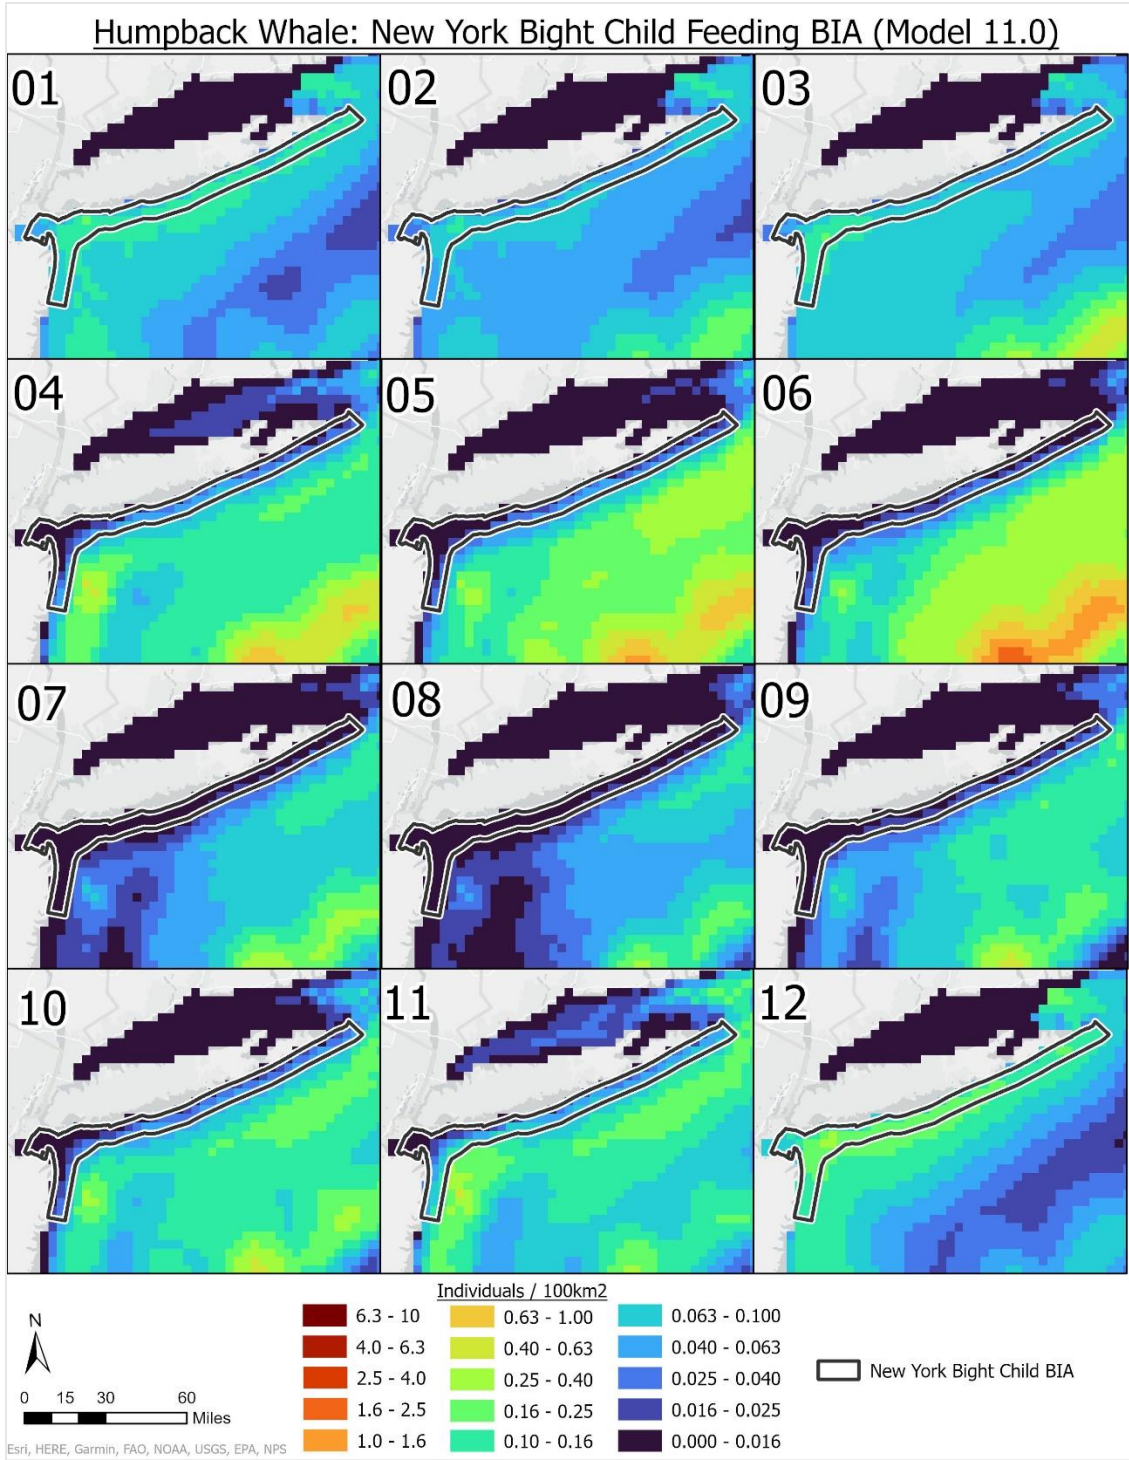 Humpback Whale: New York Bight Child Feeding BIA (Model 11.0)
01 02 03
04 05 06
07 08 09
10 11 12
Individuals / 100km2
N
0 15 30 60
Miles
6.3 - 10
4.0 - 6.3
2.5 - 4.0
1.6 - 2.5
1.0 - 1.6
0.63 - 1.00
0.40 - 0.63
0.25 - 0.40
0.16 - 0.25
0.10 - 0.16
0.063 - 0.100
0.040 - 0.063
0.025 - 0.040
0.016 - 0.025
0.000 - 0.016
New York Bight Child BIA
Esri, HERE, Garmin, FAO, NOAA, USGS, EPA, NPS